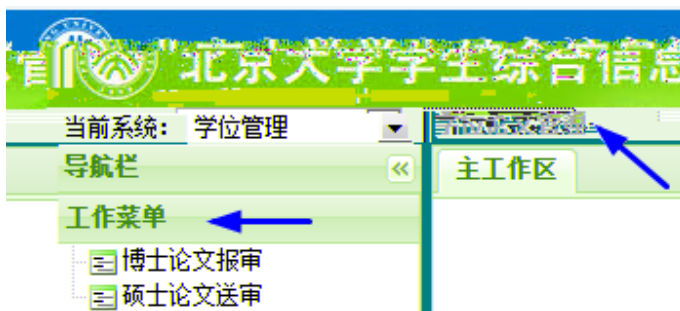 北京大学学生综合信息
当前系统： 学位管理
导航栏
主工作区
工作菜单
博士论文报审
硕士论文送审